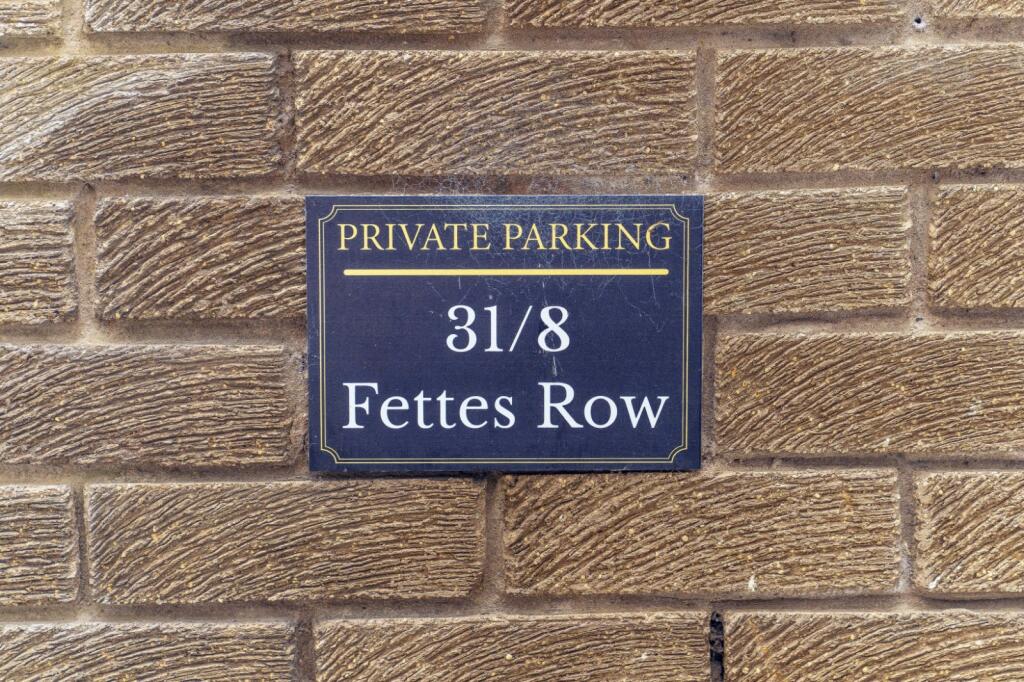 PRIVATE PARKING
31/8
Fettes Row